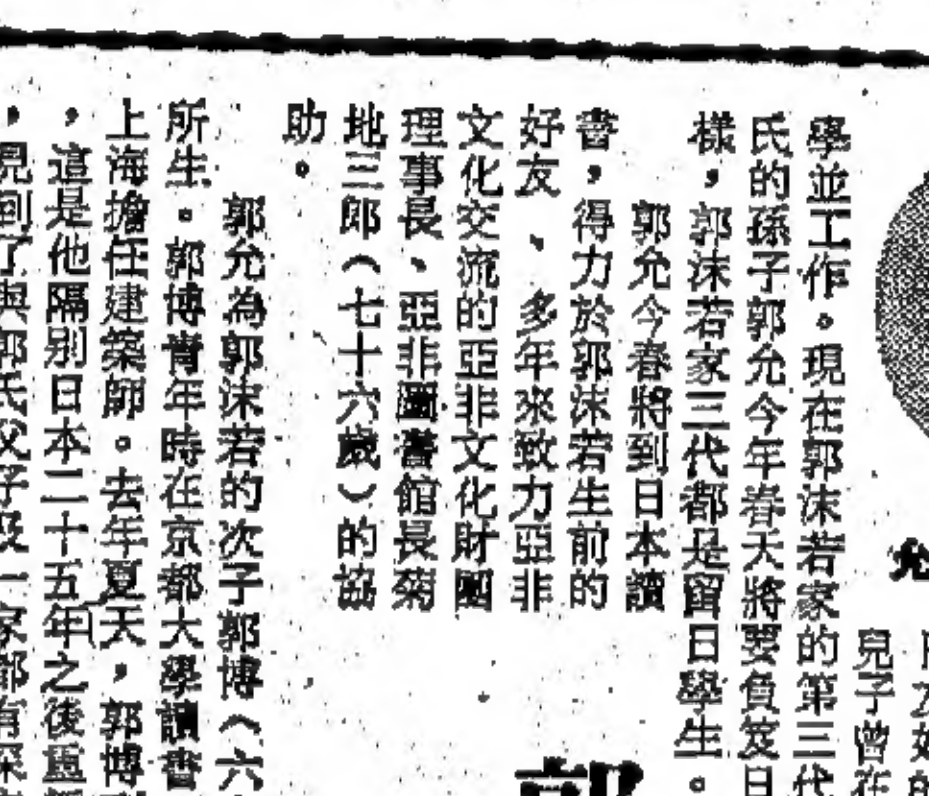 兒子曾在
學並工作。現在郭沫若家的第三代
氏的孫子郭允今年春天將要負笈日
樣，郭沫若家三代都是留日學生。
郭允今春將到日本讀
書，得力於郭沫若生前的
好友、多年來致力亞非
文化交流的亞非文化財團
理事長、亞非圖書館長菊
地三郎（七十六歲）的協
助。
郭允為郭沫若的次子郭博（六
所生。郭博青年時在京都大學讀書
上海擔任建築師。去年夏天，郭博
，這是他隔別日本二十五年之後重
，見到了與郭氏父子及一家都有深